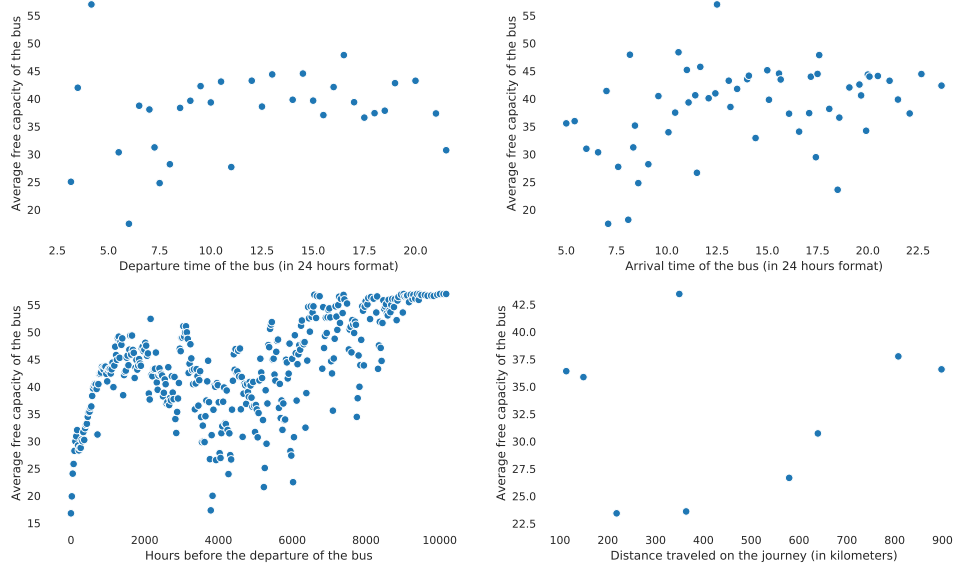 Average free capacity of the bus
55
50
45
40
35
30
25
20
2.5 5.0 7.5 10.0 12.5 15.0 17.5 20.0
Departure time of the bus (in 24 hours format)
Average free capacity of the bus
55
50
45
40
35
30
25
20
5.0 7.5 10.0 12.5 15.0 17.5 20.0 22.5
Arrival time of the bus (in 24 hours format)
Average free capacity of the bus
55
50
45
40
35
30
25
20
15
0 2000 4000 6000 8000 10000
Hours before the departure of the bus
Average free capacity of the bus
42.5
40.0
37.5
35.0
32.5
30.0
27.5
25.0
22.5
100 200 300 400 500 600 700 800 900
Distance traveled on the journey (in kilometers)